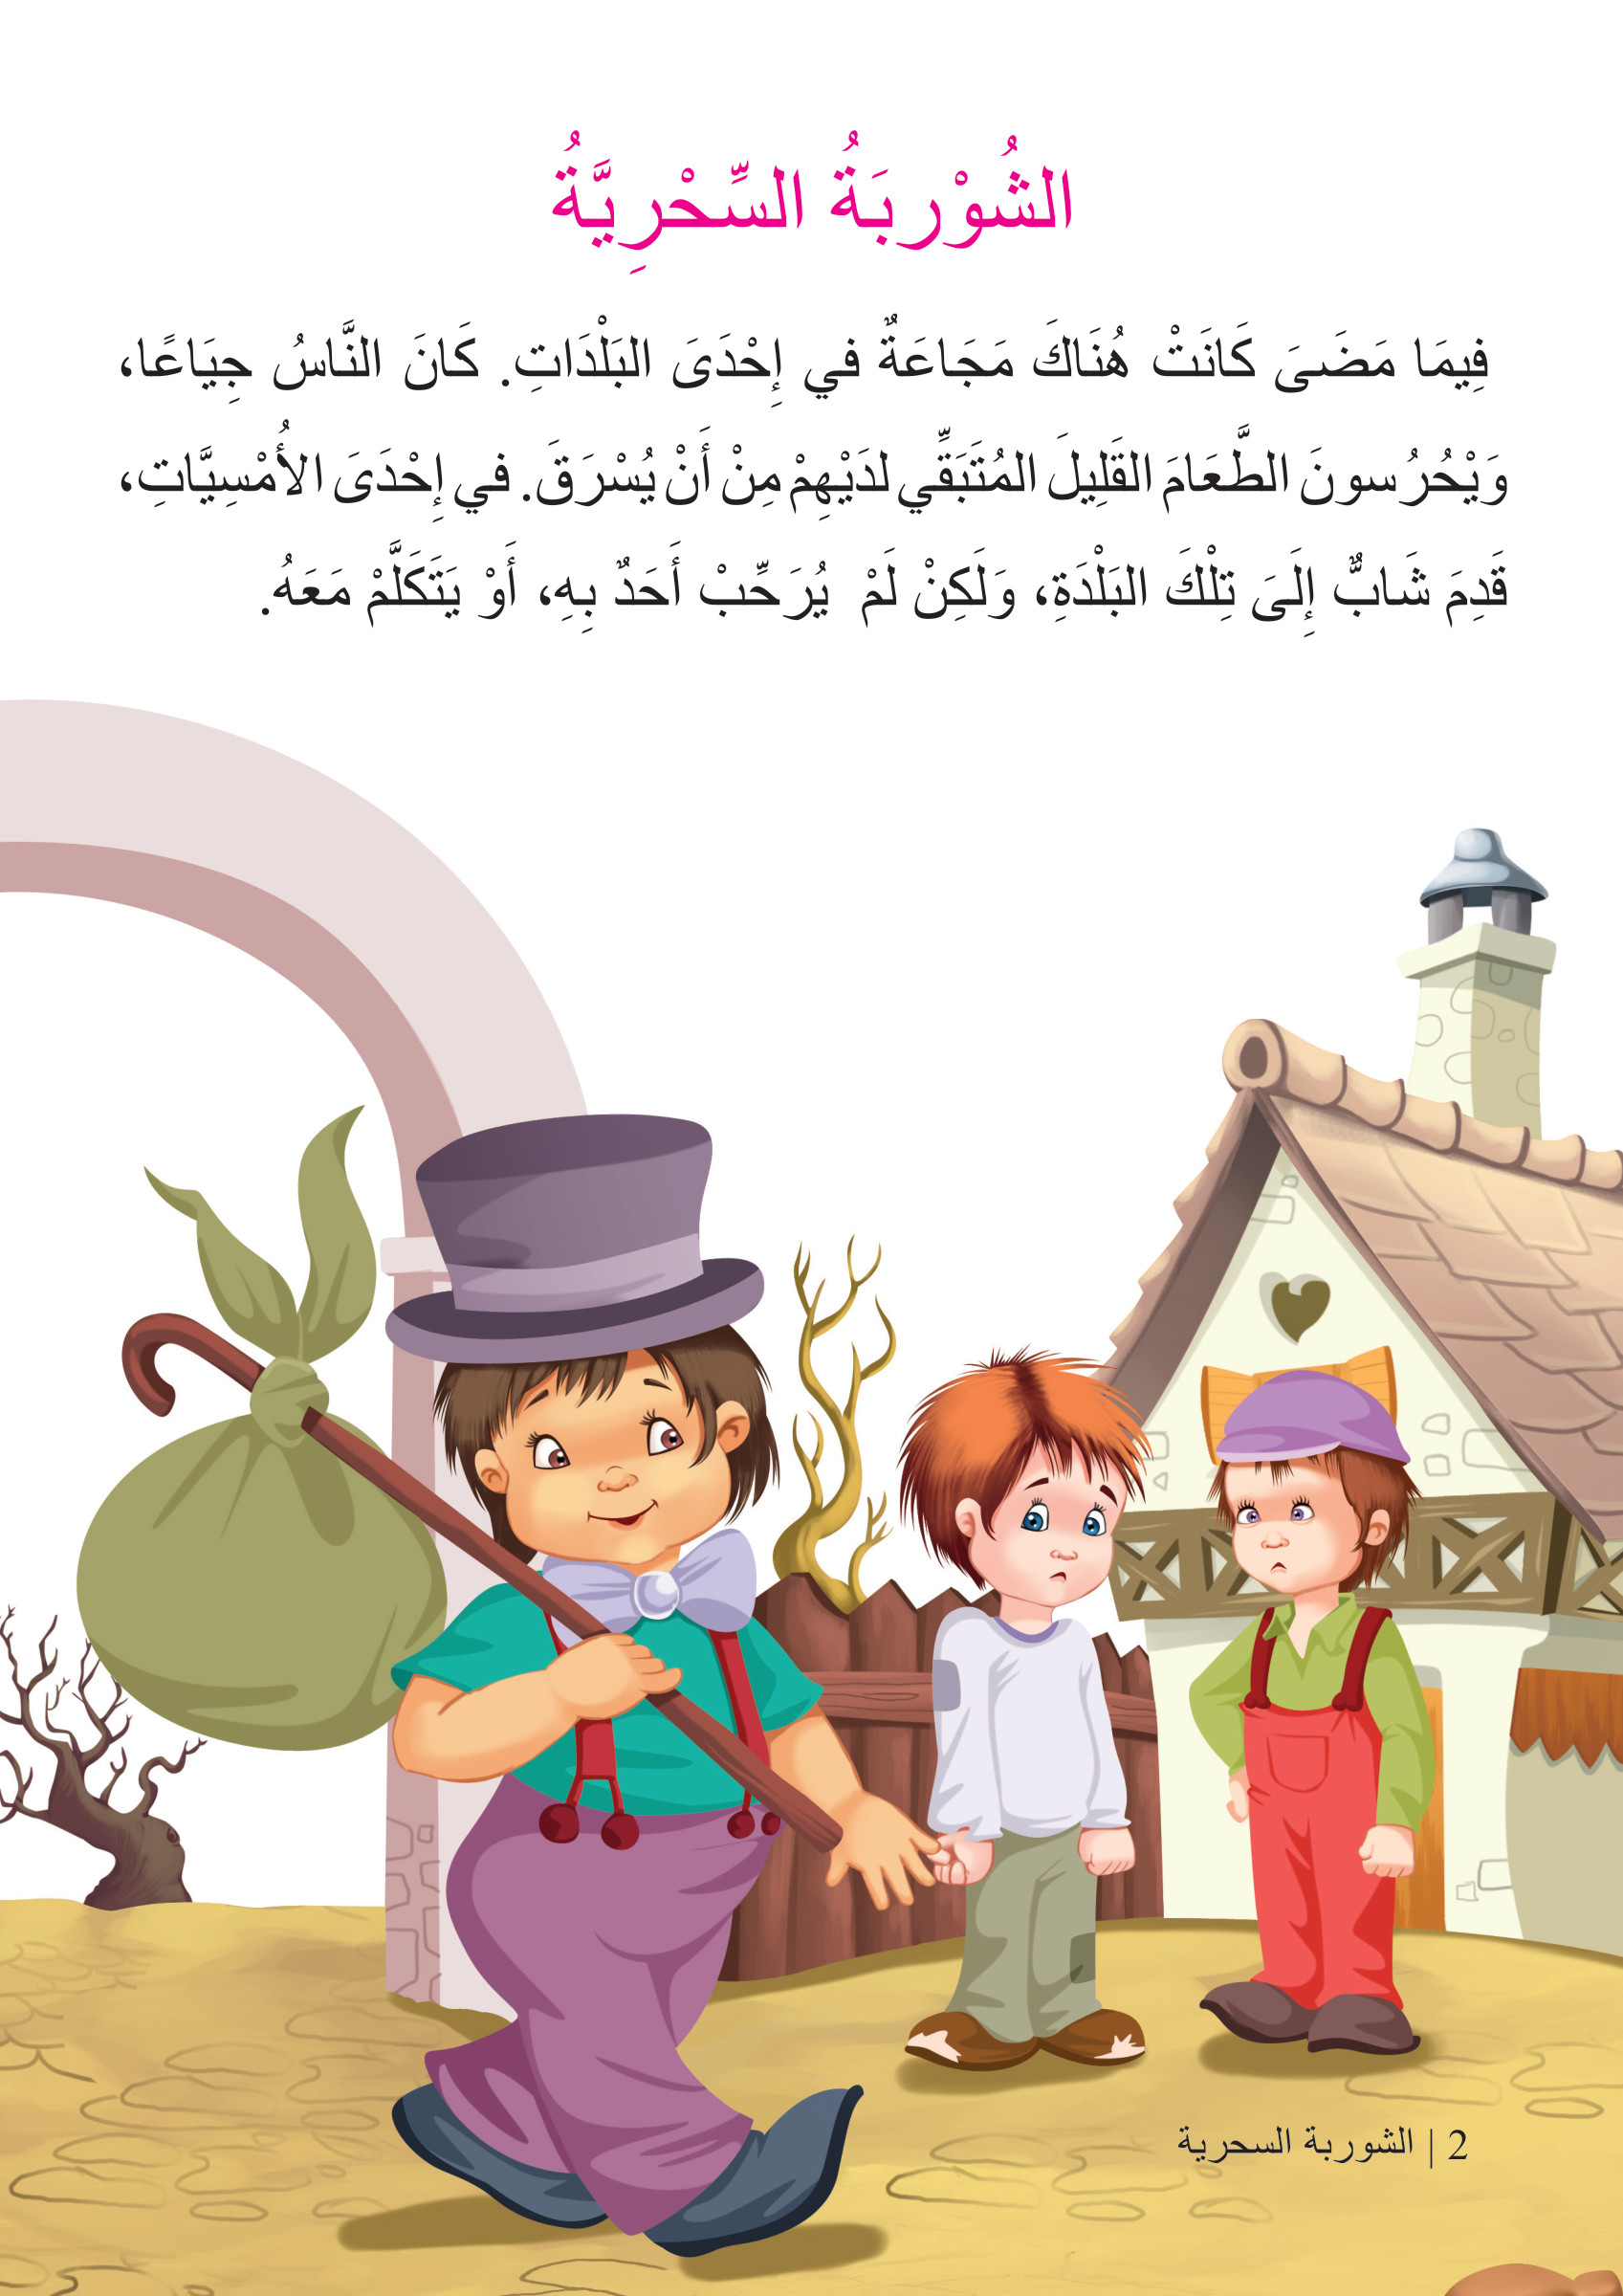 الشُوْربَةُ السِّحْرِيَّةُ
فِيمَا مَضَىَ كَانَتْ هُنَاكَ مَجَاعَةٌ في إِحْدَىَ البَلْدَاتِ. كَانَ النَّاسُ جِيَاعًا،
وَيْحُرُسونَ الطَّعَامَ القَلِيلَ المُتَبَقِّي لدَيْهِمْ مِنْ أَنْ يُسْرَقَ. في إِحْدَىَ الأُمْسِيَّاتِ،
قَدِمَ شَابٌّ إِلَىَ تِلْكَ البَلْدَةِ، وَلَكِنْ لَمْ يُرَحِّبْ أَحَدٌ بِهِ، أَوْ يَتَكَلَّمْ مَعَهُ.
2 | الشوربة السحرية